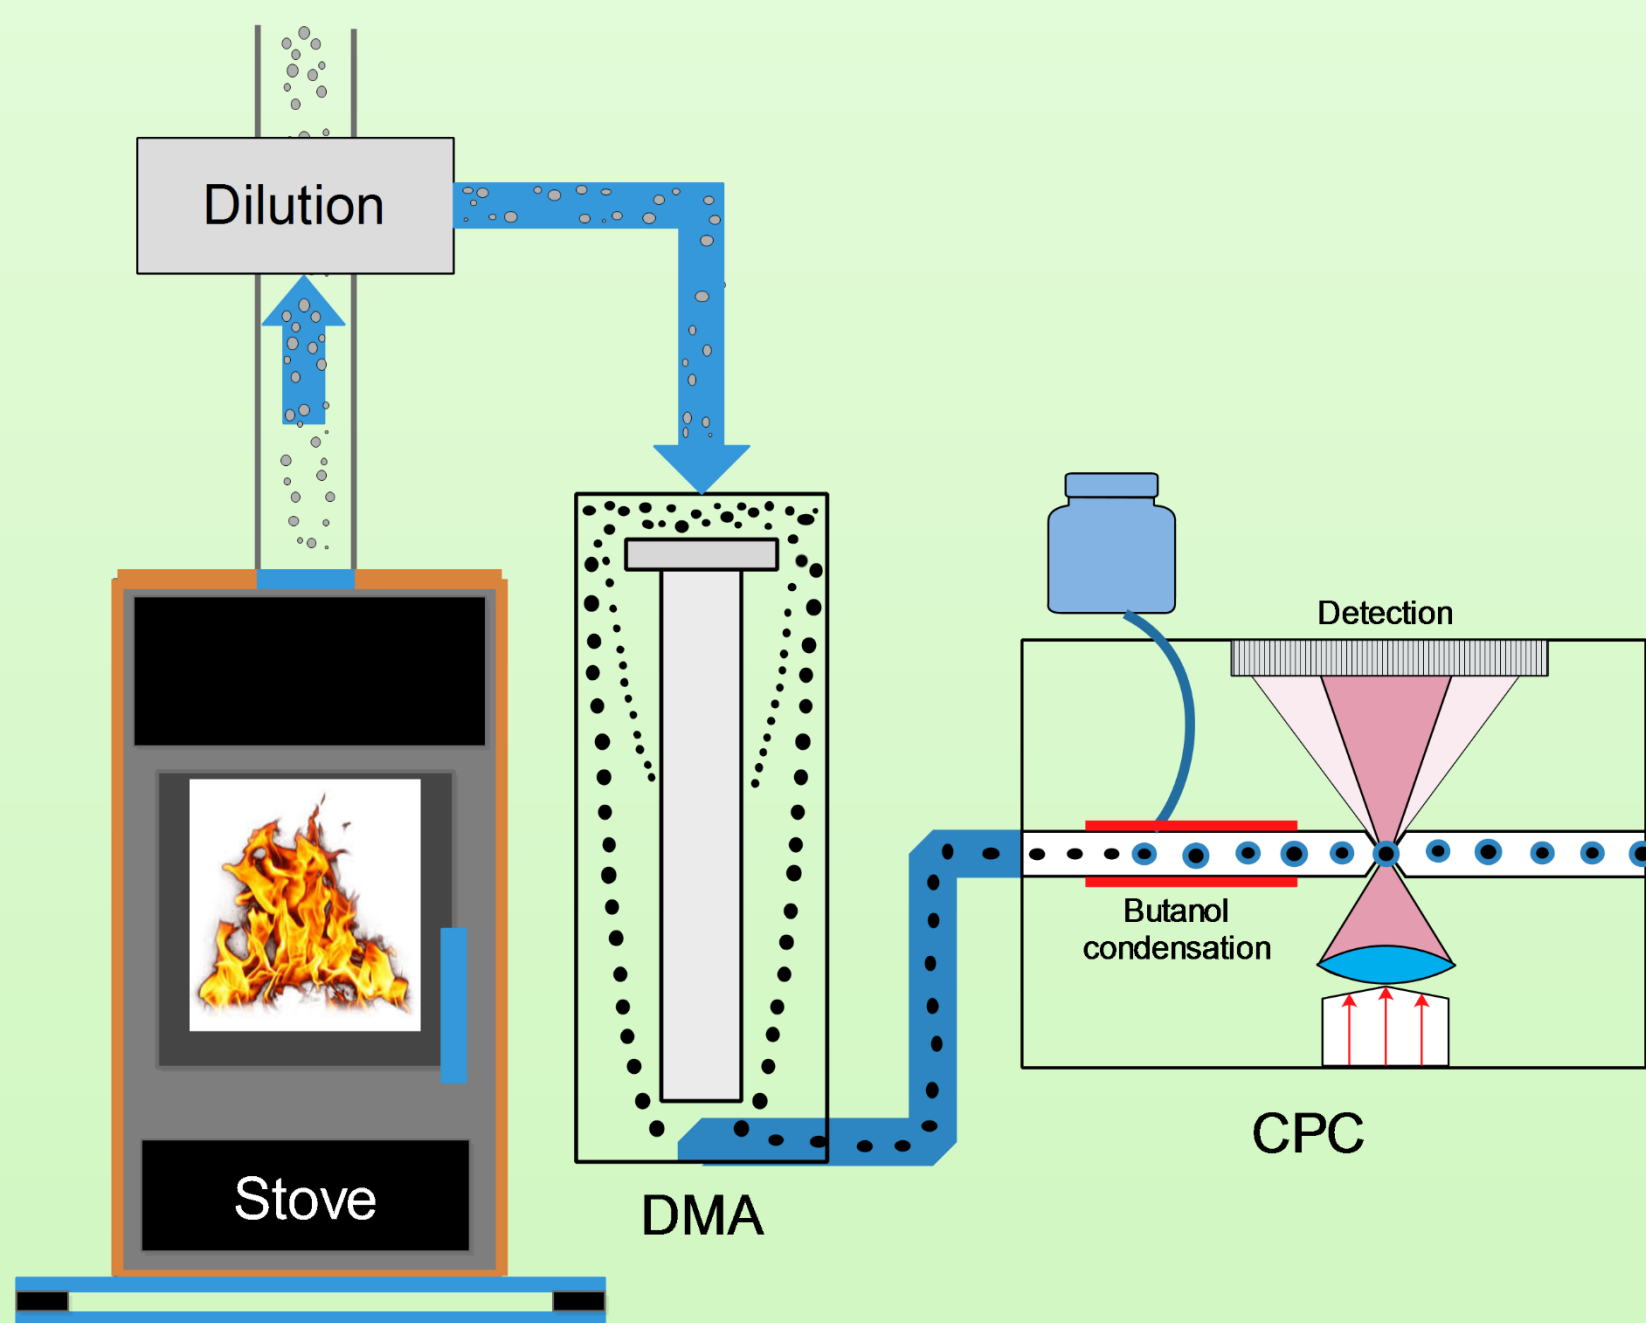 Dilution
Detection
Butanol
condensation
CPC
Stove
DMA